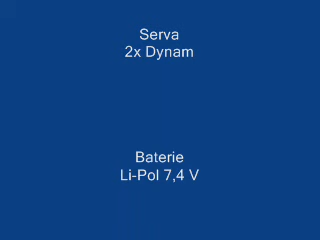 Serva
2x Dynam
Baterie
Li-Pol 7,4 V